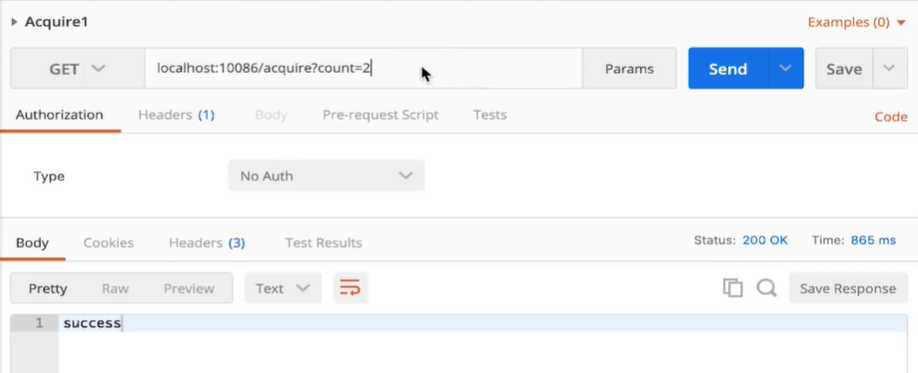 Acquire1 Examples (0)
GET localhost:10086/acquire?count=2 Params Send Save
Authorization Headers (1) Body Pre-request Script Tests Code
Type No Auth
Body Cookies Headers (3) Test Results Status: 200 OK Time: 865 ms
Pretty Raw Preview Text Save Response
1 success